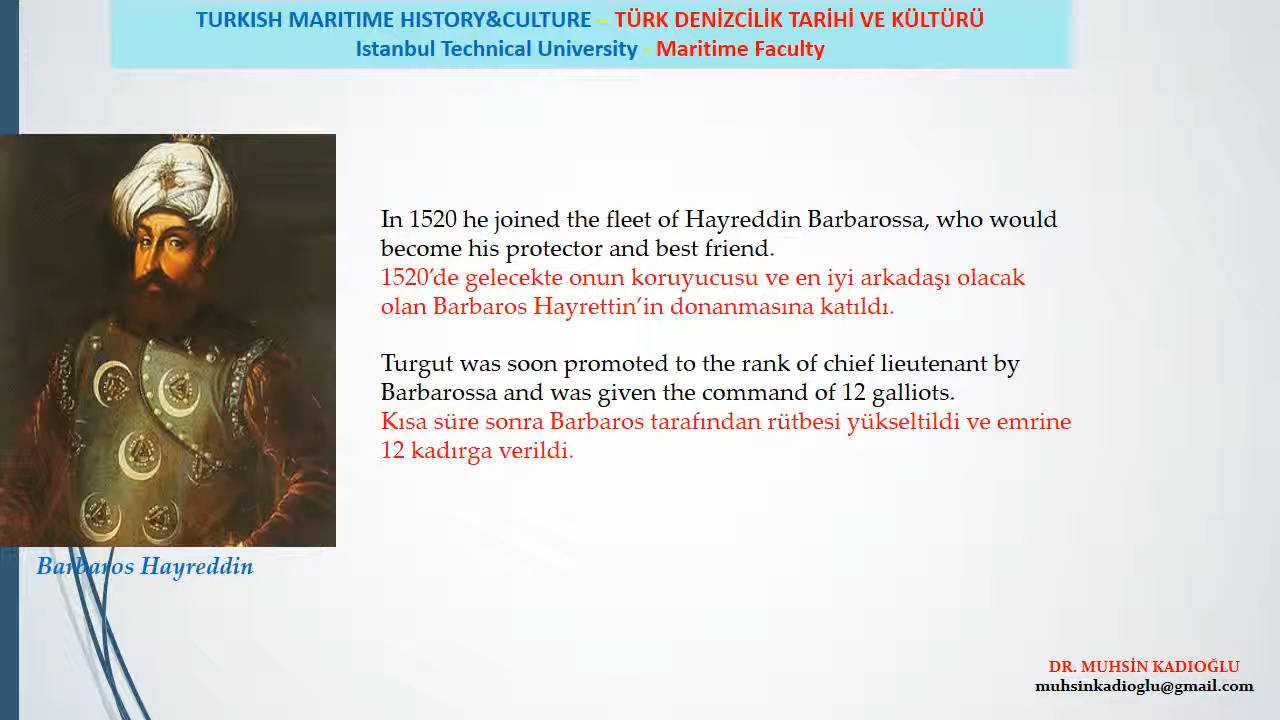 TURKISH MARITIME HISTORY&CULTURE – TÜRK DENİZCİLİK TARİHİ VE KÜLTÜRÜ
Istanbul Technical University - Maritime Faculty
In 1520 he joined the fleet of Hayreddin Barbarossa, who would
become his protector and best friend.
1520’de gelecekte onun koruyucusu ve en iyi arkadaşı olacak
olan Barbaros Hayrettin’in donanmasına katıldı.
Turgut was soon promoted to the rank of chief lieutenant by
Barbarossa and was given the command of 12 galliots.
Kısa süre sonra Barbaros tarafından rütbesi yükseltildi ve emrine
12 kadırga verildi.
Barbaros Hayreddin
DR. MUHSİN KADIOĞLU
muhsinkadioglu@gmail.com